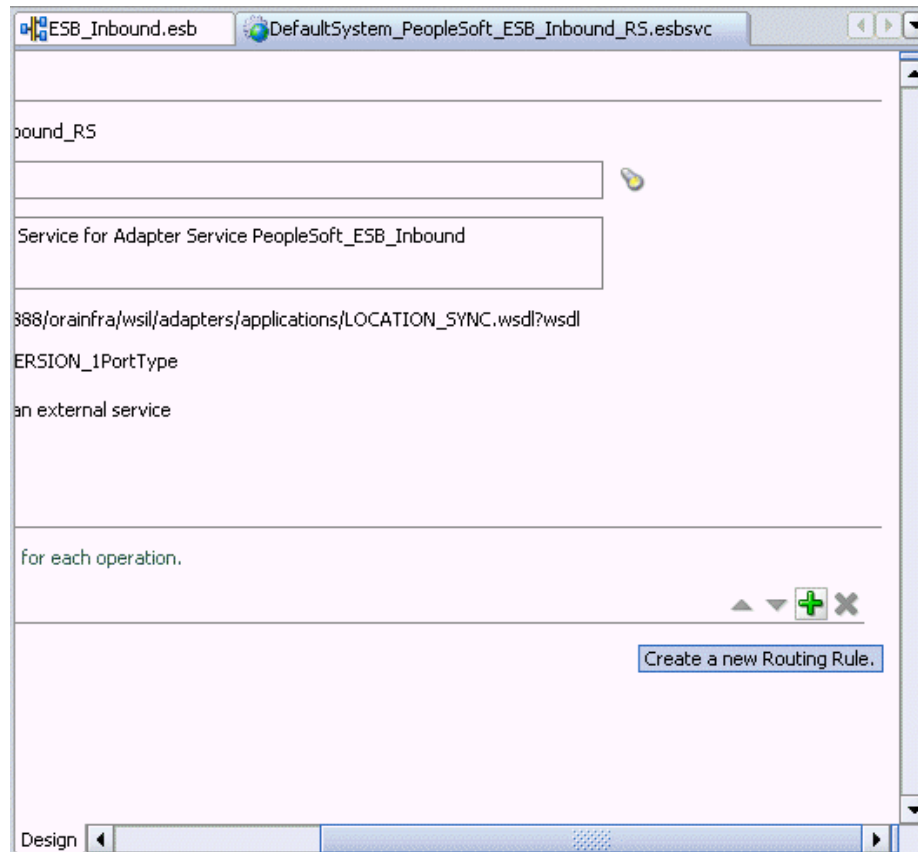 ESB_Inbound.esb DefaultSystem_PeopleSoft_ESB_Inbound_RS.esbsvc
bound_RS
Service for Adapter Service PeopleSoft_ESB_Inbound
888/orainfra/wsil/adapters/applications/LOCATION_SYNC.wsdl?wsdl
ERSION_1PortType
an external service
for each operation.
Create a new Routing Rule.
Design